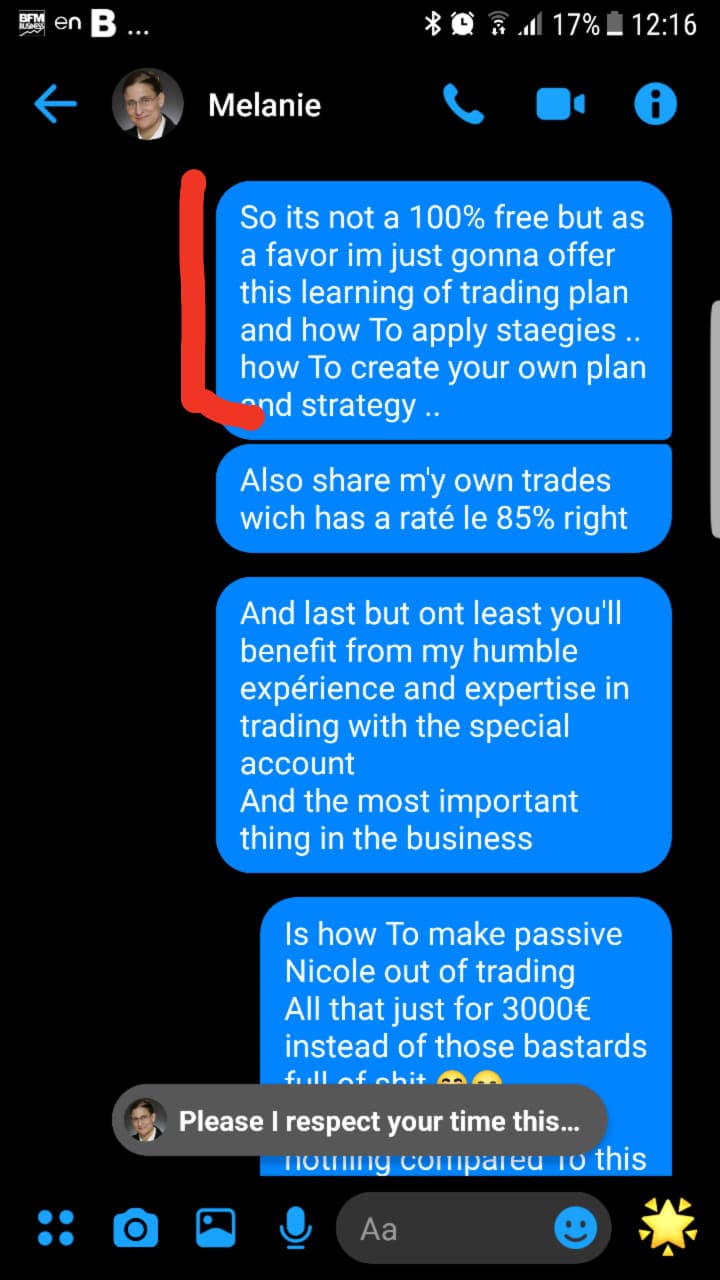 BFM
BUSINESS en B ... 17% 12:16
Melanie
So its not a 100% free but as
a favor im just gonna offer
this learning of trading plan
and how To apply staegies ..
how To create your own plan
and strategy ..
Also share m'y own trades
wich has a raté le 85% right
And last but ont least you'll
benefit from my humble
expérience and expertise in
trading with the special
account
And the most important
thing in the business
Is how To make passive
Nicole out of trading
All that just for 3000€
instead of those bastards
full of shit 😁😁
Please I respect your time this...
nothing compared To this
Aa